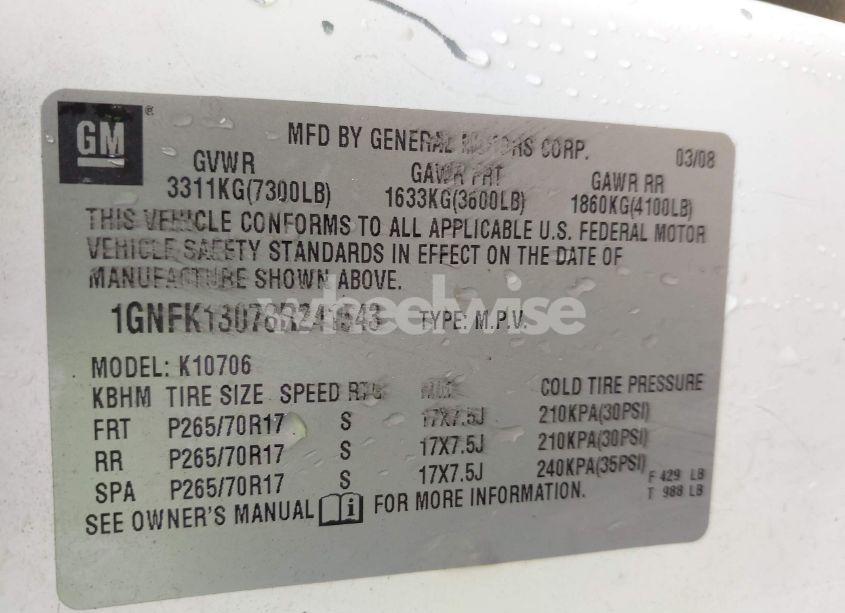 GM ®
MFD BY GENERAL MOTORS CORP. 03/08
GVWR GAWR FRT GAWR RR
3311KG(7300LB) 1633KG(3600LB) 1860KG(4100LB)
THIS VEHICLE CONFORMS TO ALL APPLICABLE U.S. FEDERAL MOTOR
VEHICLE SAFETY STANDARDS IN EFFECT ON THE DATE OF
MANUFACTURE SHOWN ABOVE.
wheelwise
TYPE: M.P.V.
MODEL: K10706
KBHM TIRE SIZE SPEED RTG COLD TIRE PRESSURE
FRT P265/70R17 S 17X7.5J 210KPA(30PSI)
RR P265/70R17 S 17X7.5J 210KPA(30PSI)
SPA P265/70R17 S 17X7.5J 240KPA(35PSI) F 429 LB
T 988 LB
SEE OWNER'S MANUAL i FOR MORE INFORMATION.